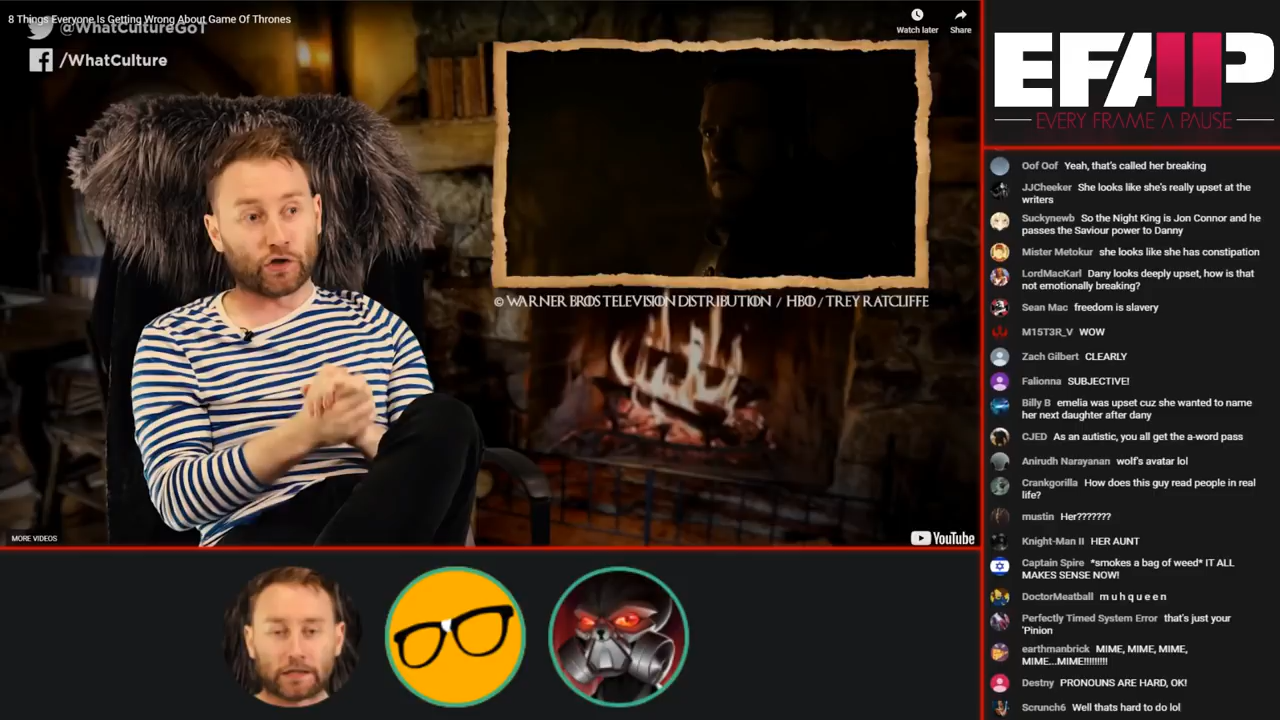 8 Things Everyone Is Getting Wrong About Game Of Thrones
@WhatCultureGoT
/WhatCulture
Watch later
Share
© WARNER BROS TELEVISION DISTRIBUTION / HBO / TREY RATCLIFFE
MORE VIDEOS
YouTube
EFAP
EVERY FRAME A PAUSE
Oof Oof Yeah, that's called her breaking
JJCheeker She looks like she's really upset at the
writers
Suckynewb So the Night King is Jon Connor and he
passes the Saviour power to Danny
Mister Metokur she looks like she has constipation
LordMacKarl Dany looks deeply upset, how is that
not emotionally breaking?
Sean Mac freedom is slavery
M15T3R_V WOW
Zach Gilbert CLEARLY
Falionna SUBJECTIVE!
Billy B emelia was upset cuz she wanted to name
her next daughter after dany
CJED As an autistic, you all get the a-word pass
Anirudh Narayanan wolf's avatar lol
Crankgorilla How does this guy read people in real
life?
mustin Her???????
Knight-Man II HER AUNT
Captain Spire *smokes a bag of weed* IT ALL
MAKES SENSE NOW!
DoctorMeatball m u h q u e e n
Perfectly Timed System Error that's just your
'Pinion
earthmanbrick MIME, MIME, MIME,
MIME...MIME!!!!!!!!!
Destny PRONOUNS ARE HARD, OK!
Scrunch6 Well thats hard to do lol